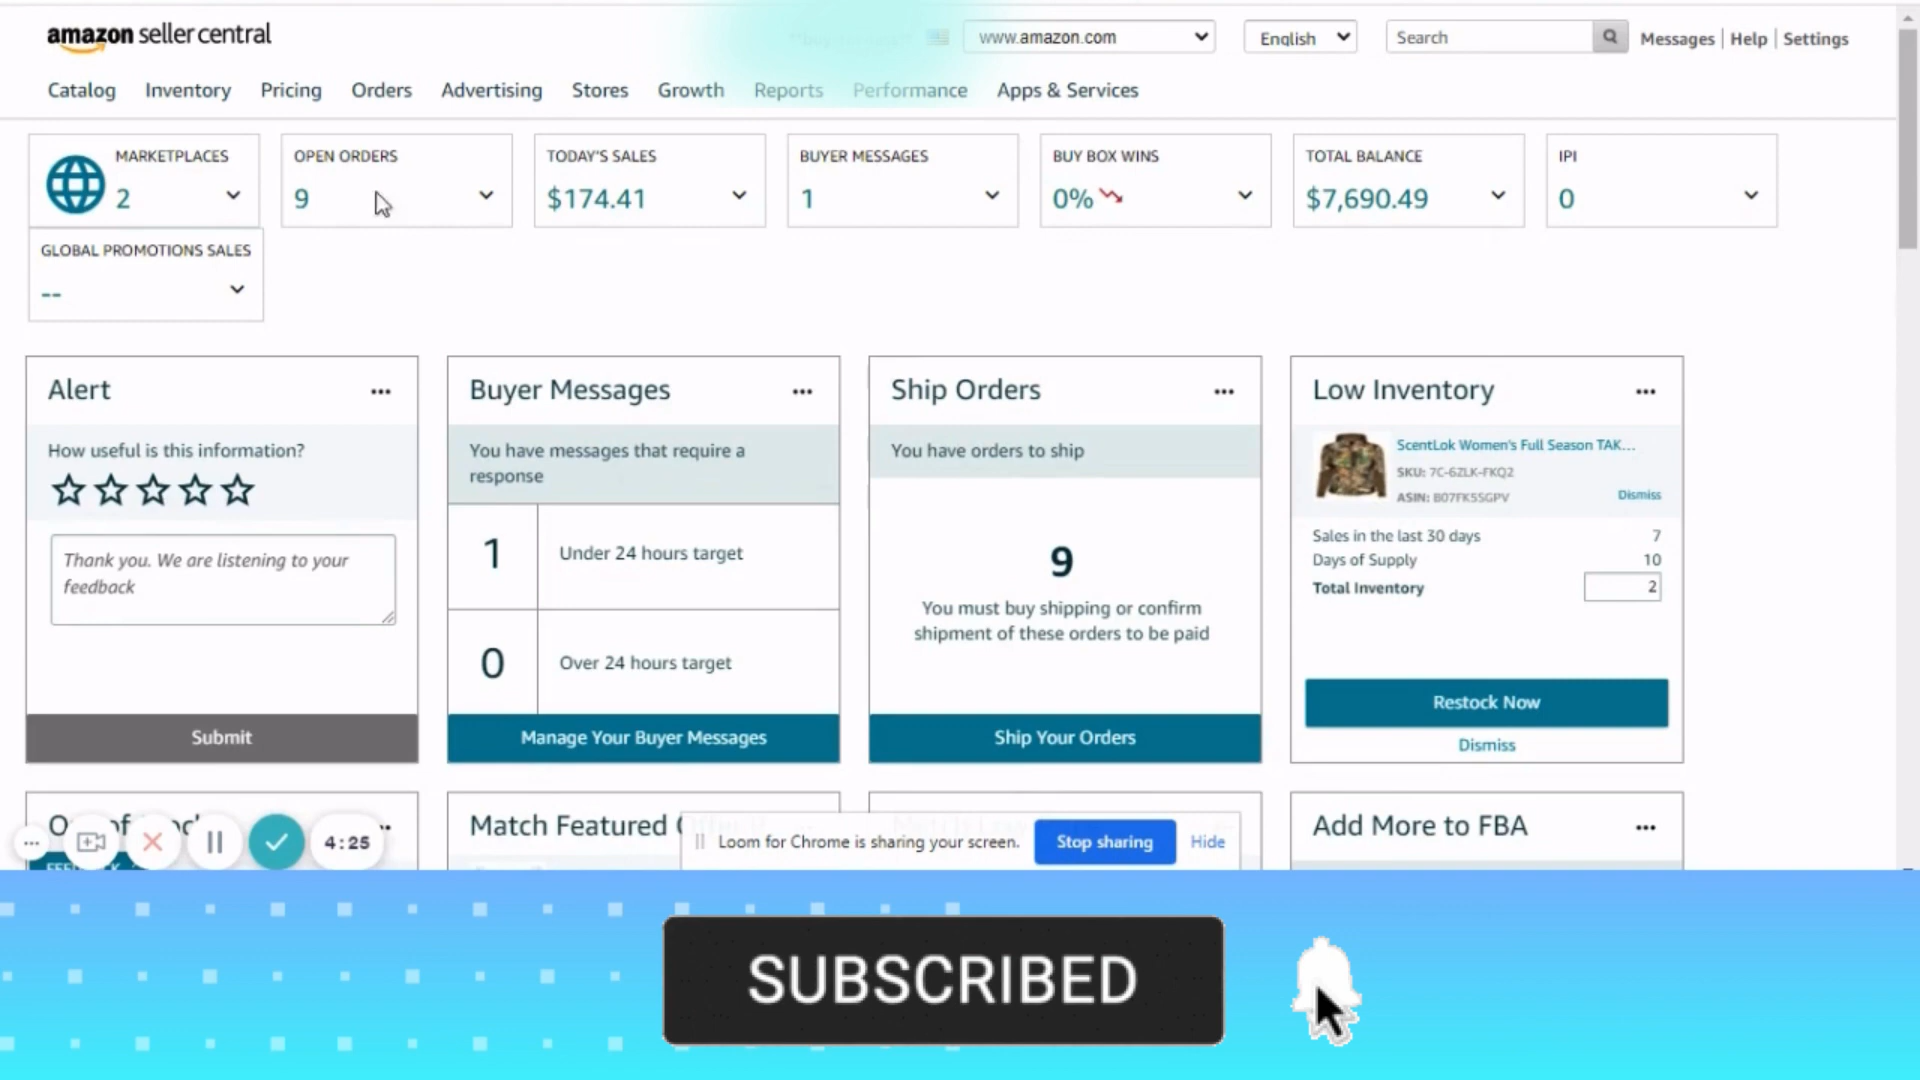 amazon seller central
www.amazon.com
English
Search
Messages
Help
Settings
Catalog
Inventory
Pricing
Orders
Advertising
Stores
Growth
Reports
Performance
Apps & Services
MARKETPLACES
2
OPEN ORDERS
9
TODAY'S SALES
$174.41
BUYER MESSAGES
1
BUY BOX WINS
0%
TOTAL BALANCE
$7,690.49
IPI
0
GLOBAL PROMOTIONS SALES
--
Alert
How useful is this information?
Thank you. We are listening to your
feedback
Submit
Buyer Messages
You have messages that require a
response
1
Under 24 hours target
0
Over 24 hours target
Manage Your Buyer Messages
Ship Orders
You have orders to ship
9
You must buy shipping or confirm
shipment of these orders to be paid
Ship Your Orders
Low Inventory
ScentLok Women's Full Season TAK...
SKU: 7C-6ZLK-FKQ2
ASIN: B07FK5SGPV
Dismiss
Sales in the last 30 days 7
Days of Supply 10
Total Inventory 2
Restock Now
Dismiss
4:25
Match Featured
Loom for Chrome is sharing your screen.
Stop sharing
Hide
Add More to FBA
SUBSCRIBED